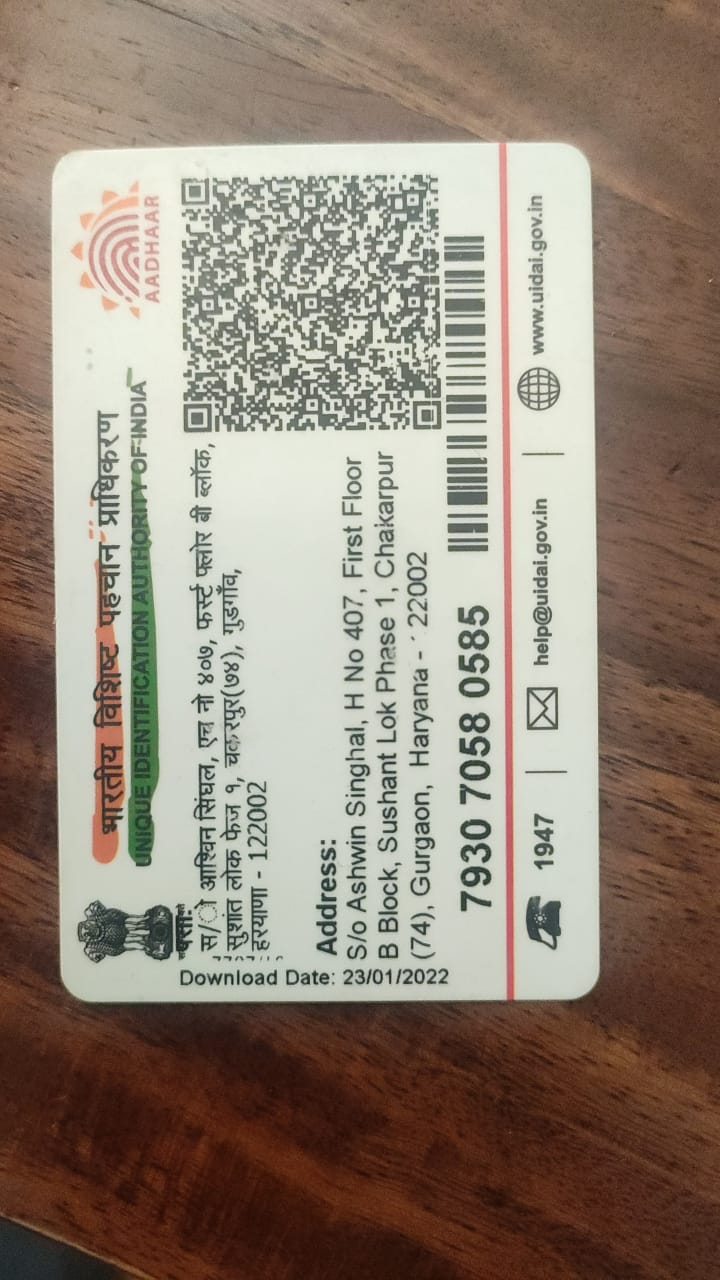 भारतीय विशिष्ट पहचान प्राधिकरण
UNIQUE IDENTIFICATION AUTHORITY OF INDIA
AADHAAR
पता:
स/ो आश्विन सिंघल, एच नो ४०७, फर्स्ट फ्लोर बी ब्लॉक,
सुशांत लोक फेज १, चकरपुर(७४), गुडगाँव,
हरयाणा - 122002
Address:
S/o Ashwin Singhal, H No 407, First Floor
B Block, Sushant Lok Phase 1, Chakarpur
(74), Gurgaon, Haryana - 22002
Download Date: 23/01/2022
7930 7058 0585
1947 | help@uidai.gov.in | www.uidai.gov.in